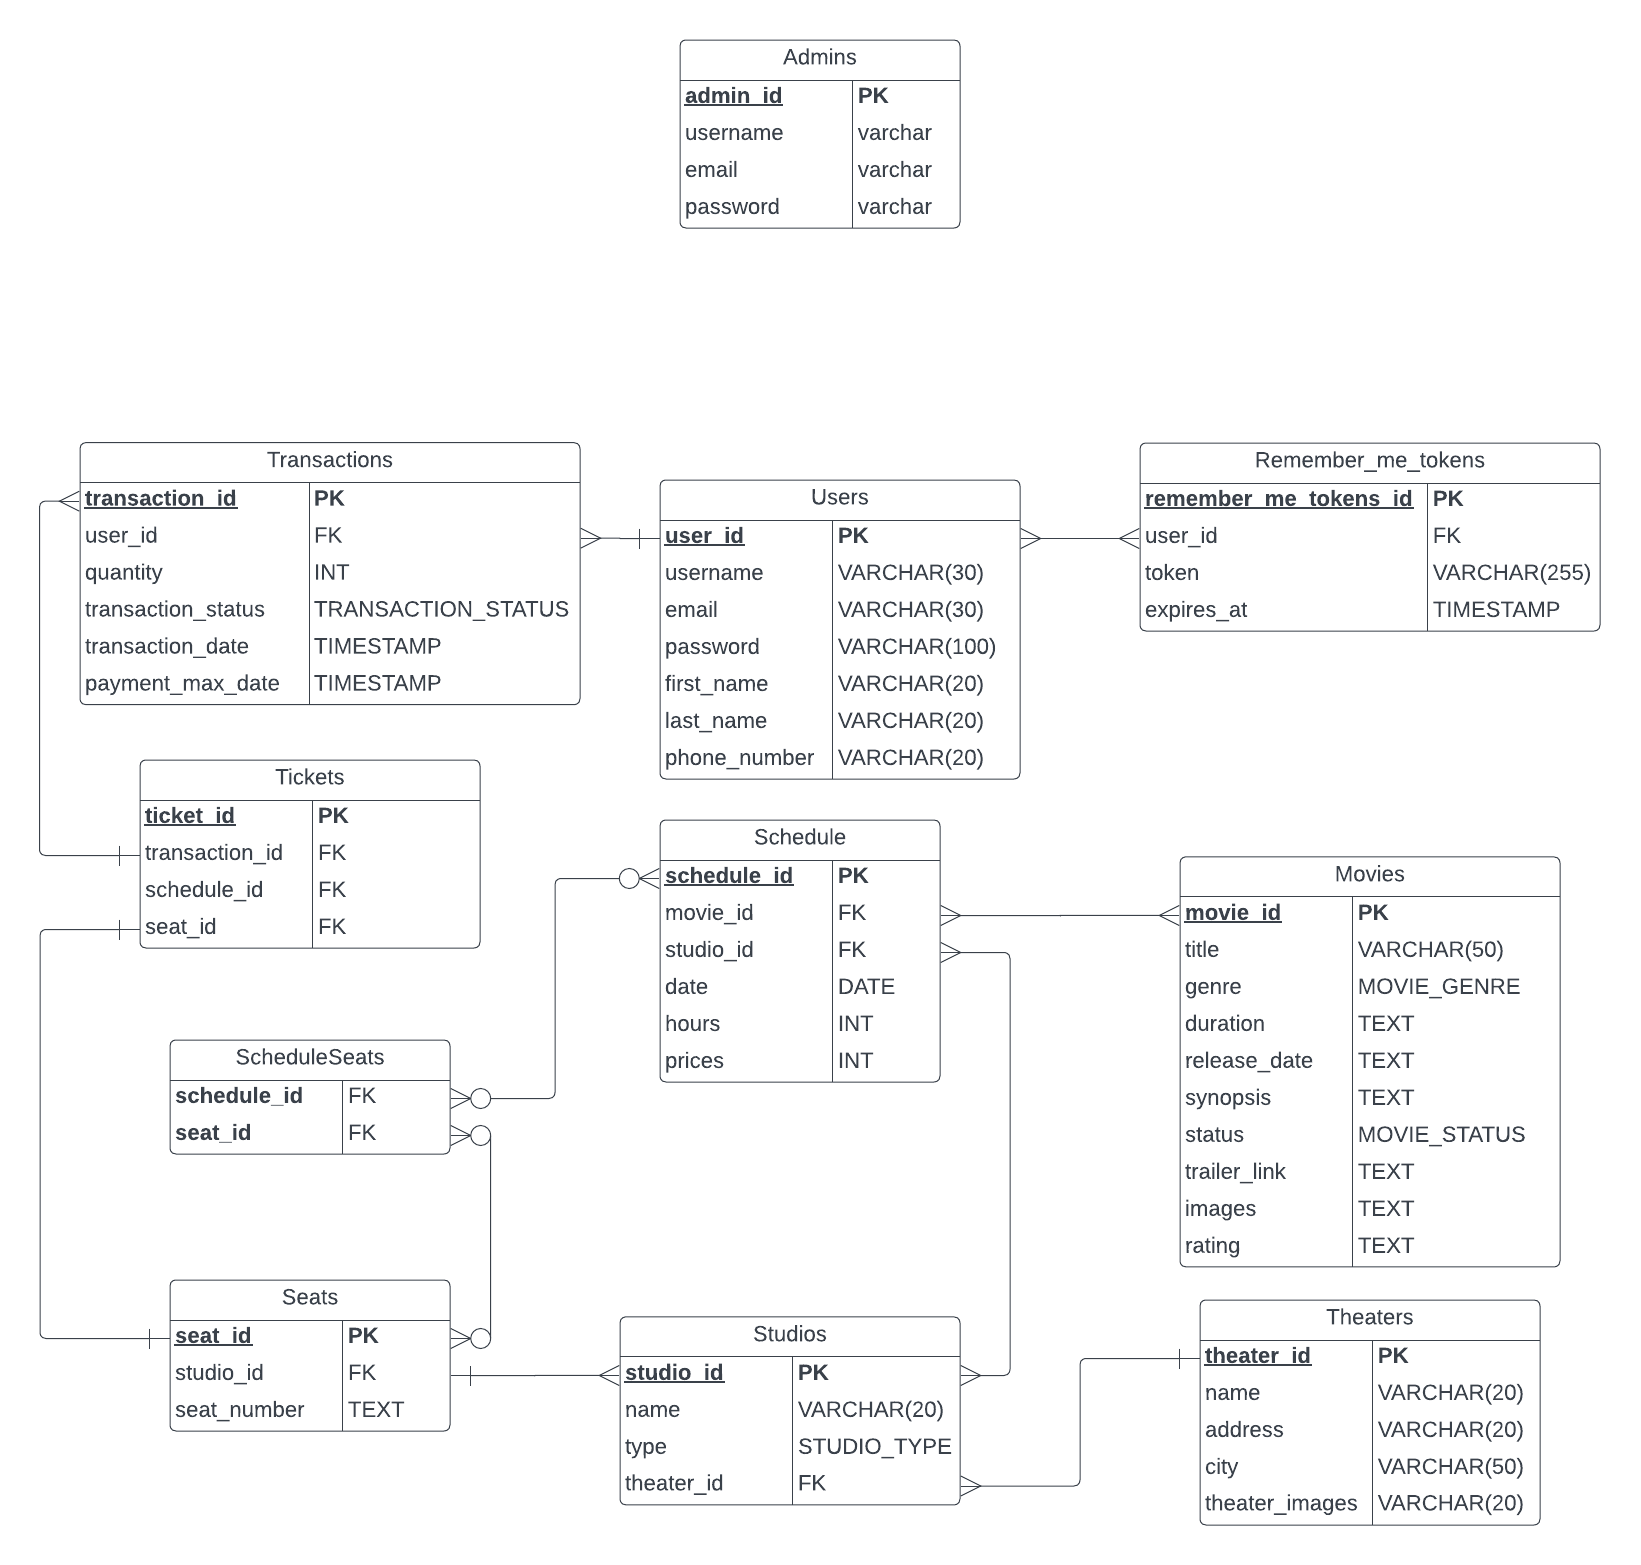 Admins
admin_id PK
username varchar
email varchar
password varchar
Transactions
transaction_id PK
user_id FK
quantity INT
transaction_status TRANSACTION_STATUS
transaction_date TIMESTAMP
payment_max_date TIMESTAMP
Users
user_id PK
username VARCHAR(30)
email VARCHAR(30)
password VARCHAR(100)
first_name VARCHAR(20)
last_name VARCHAR(20)
phone_number VARCHAR(20)
Remember_me_tokens
remember_me_tokens_id PK
user_id FK
token VARCHAR(255)
expires_at TIMESTAMP
Tickets
ticket_id PK
transaction_id FK
schedule_id FK
seat_id FK
Schedule
schedule_id PK
movie_id FK
studio_id FK
date DATE
hours INT
prices INT
Movies
movie_id PK
title VARCHAR(50)
genre MOVIE_GENRE
duration TEXT
release_date TEXT
synopsis TEXT
status MOVIE_STATUS
trailer_link TEXT
images TEXT
rating TEXT
ScheduleSeats
schedule_id FK
seat_id FK
Seats
seat_id PK
studio_id FK
seat_number TEXT
Studios
studio_id PK
name VARCHAR(20)
type STUDIO_TYPE
theater_id FK
Theaters
theater_id PK
name VARCHAR(20)
address VARCHAR(20)
city VARCHAR(50)
theater_images VARCHAR(20)